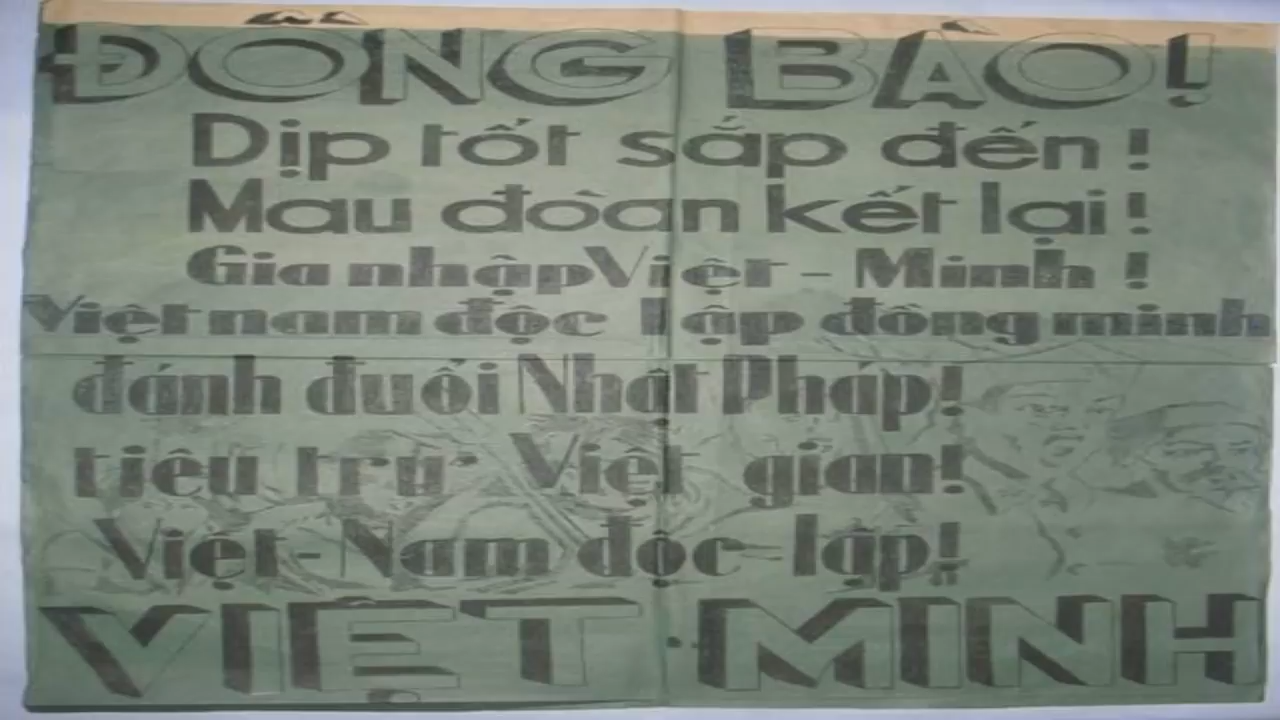 ĐỒNG BÀO!
Dịp tốt sắp đến!
Mau đoàn kết lại!
Gia nhập Việt - Minh!
Việt nam độc lập đồng minh
đánh đuổi Nhật Pháp!
tiêu trừ Việt gian!
Việt-Nam độc-lập!
VIỆT MINH